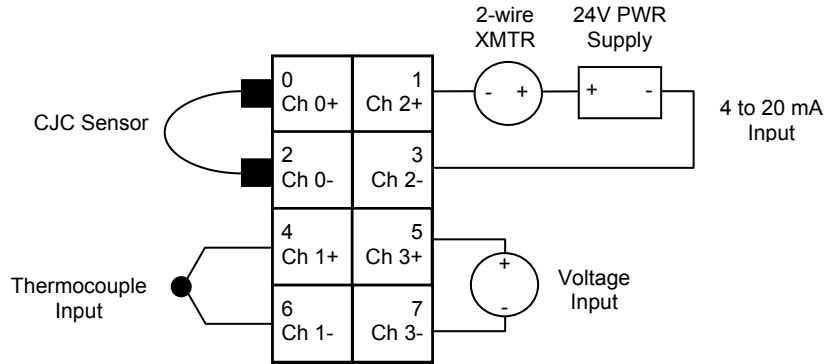 2-wire
XMTR
24V PWR
Supply
0
Ch 0+
1
Ch 2+
- +
+ -
4 to 20 mA
Input
CJC Sensor
2
Ch 0-
3
Ch 2-
4
Ch 1+
5
Ch 3+
+
-
Voltage
Input
Thermocouple
Input
6
Ch 1-
7
Ch 3-